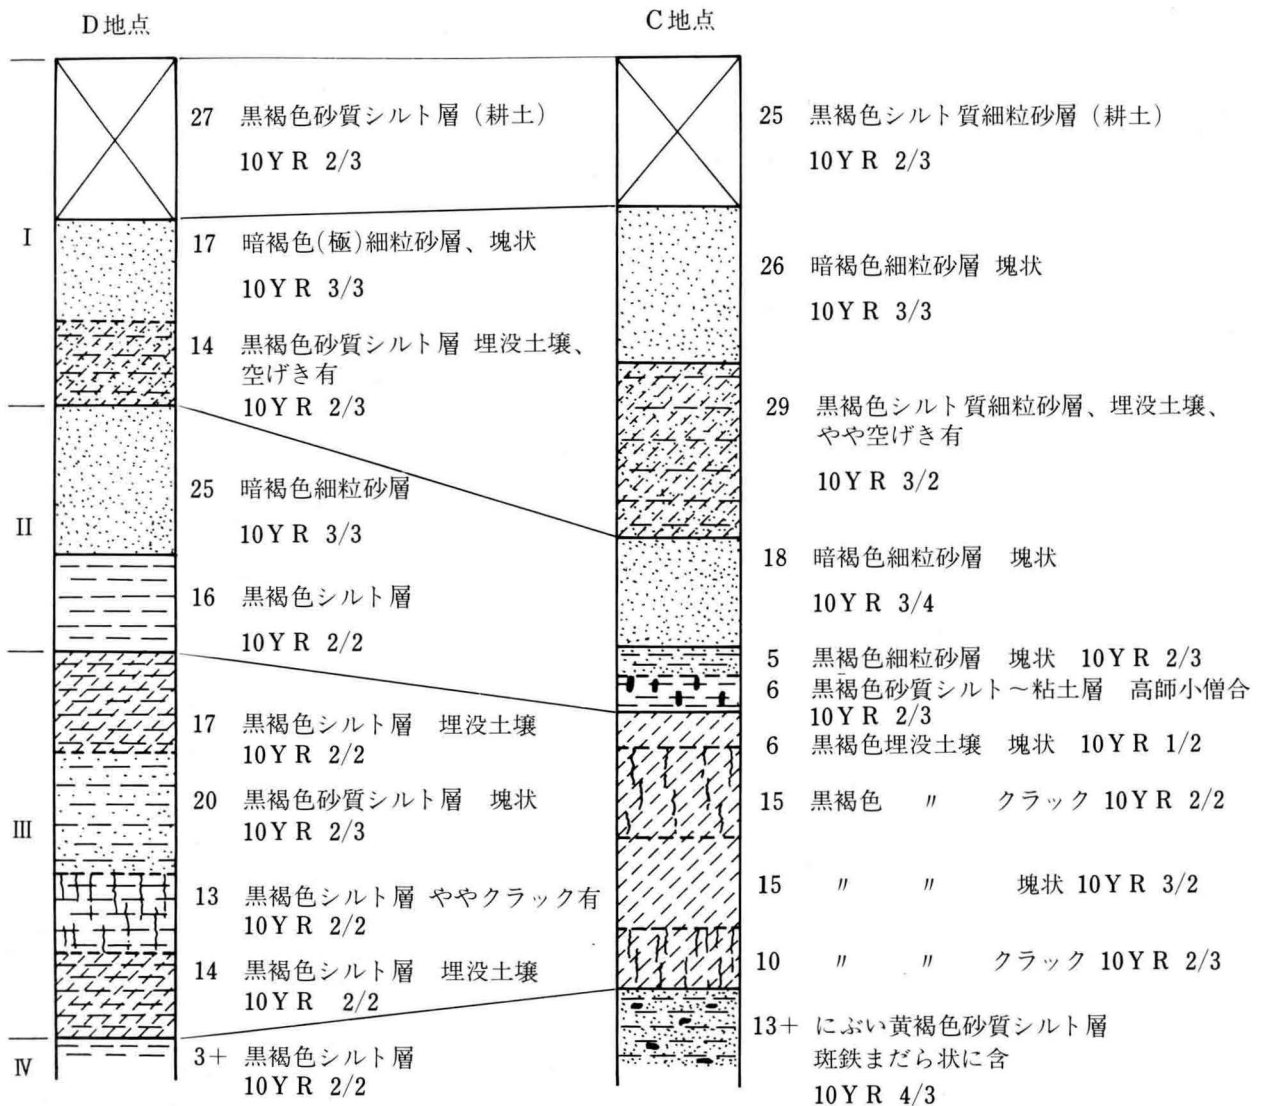 D地点
I
27 黒褐色砂質シルト層（耕土）
10YR 2/3
17 暗褐色(極)細粒砂層、塊状
10YR 3/3
14 黒褐色砂質シルト層 埋没土壌、
空げき有
10YR 2/3
II
25 暗褐色細粒砂層
10YR 3/3
16 黒褐色シルト層
10YR 2/2
III
17 黒褐色シルト層 埋没土壌
10YR 2/2
20 黒褐色砂質シルト層 塊状
10YR 2/3
13 黒褐色シルト層 ややクラック有
10YR 2/2
14 黒褐色シルト層 埋没土壌
10YR 2/2
IV
3+ 黒褐色シルト層
10YR 2/2
C地点
25 黒褐色シルト質細粒砂層（耕土）
10YR 2/3
26 暗褐色細粒砂層 塊状
10YR 3/3
29 黒褐色シルト質細粒砂層、埋没土壌、
やや空げき有
10YR 3/2
18 暗褐色細粒砂層 塊状
10YR 3/4
5 黒褐色細粒砂層 塊状 10YR 2/3
6 黒褐色砂質シルト～粘土層 高師小僧合
10YR 2/3
6 黒褐色埋没土壌 塊状 10YR 1/2
15 黒褐色 〃 クラック 10YR 2/2
15 〃 〃 塊状 10YR 3/2
10 〃 〃 クラック 10YR 2/3
13+ にぶい黄褐色砂質シルト層
斑鉄まだら状に含
10YR 4/3